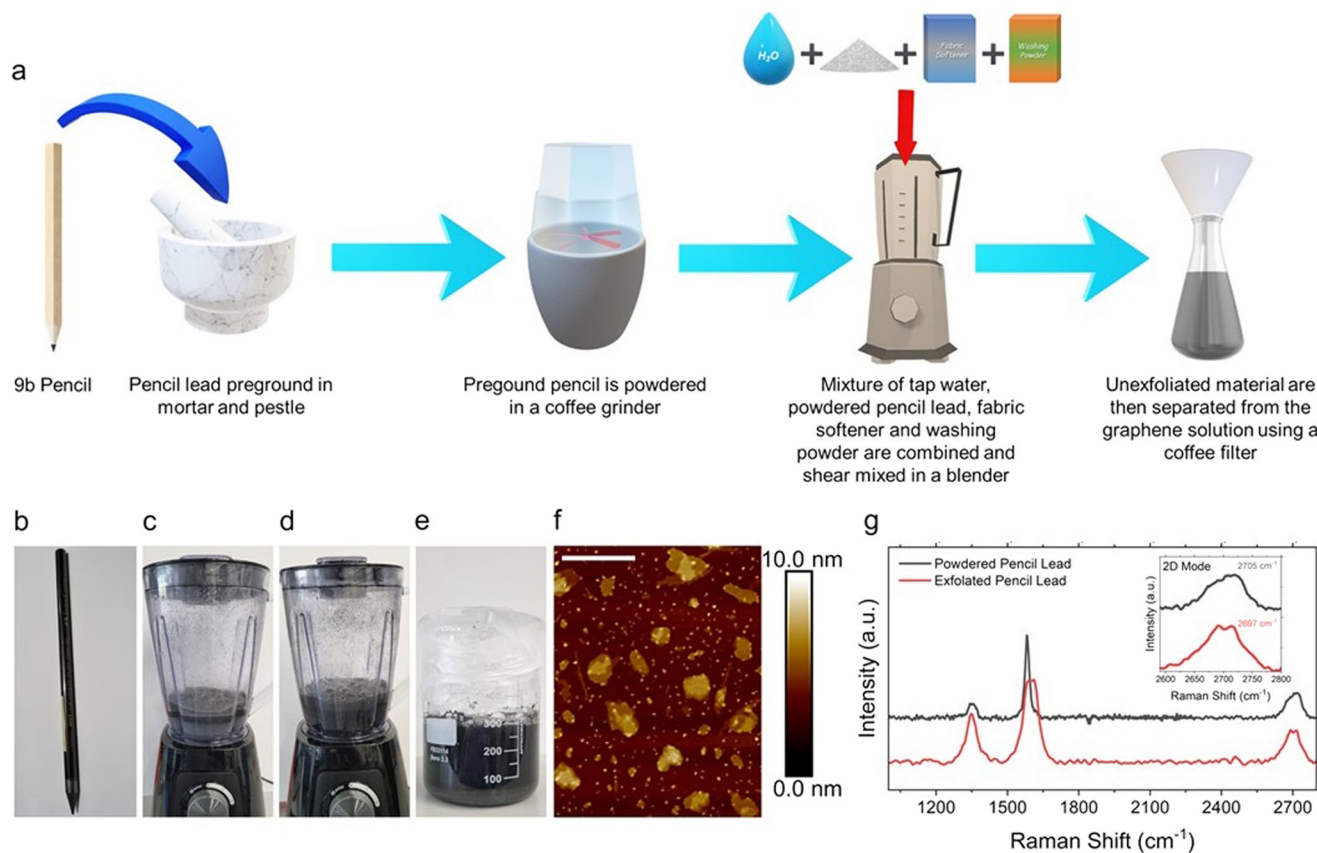 a
H₂O
Fabric
Softener
Washing
Powder
9b Pencil
Pencil lead preground in
mortar and pestle
Pregound pencil is powdered
in a coffee grinder
Mixture of tap water,
powdered pencil lead, fabric
softener and washing
powder are combined and
shear mixed in a blender
Unexfoliated material are
then separated from the
graphene solution using a
coffee filter
b
c
d
e
300
200
100
f
10.0 nm
0.0 nm
g
Powdered Pencil Lead
Exfolated Pencil Lead
2D Mode
2705 cm⁻¹
2697 cm⁻¹
Intensity (a.u.)
2600 2650 2700 2750 2800
Raman Shift (cm⁻¹)
Intensity (a.u.)
1200 1500 1800 2100 2400 2700
Raman Shift (cm⁻¹)